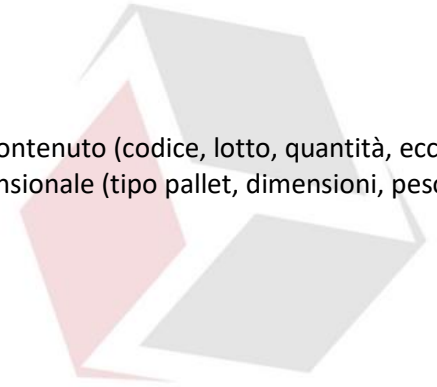 ontenuto (codice, lotto, quantità, ecc
nsionale (tipo pallet, dimensioni, peso